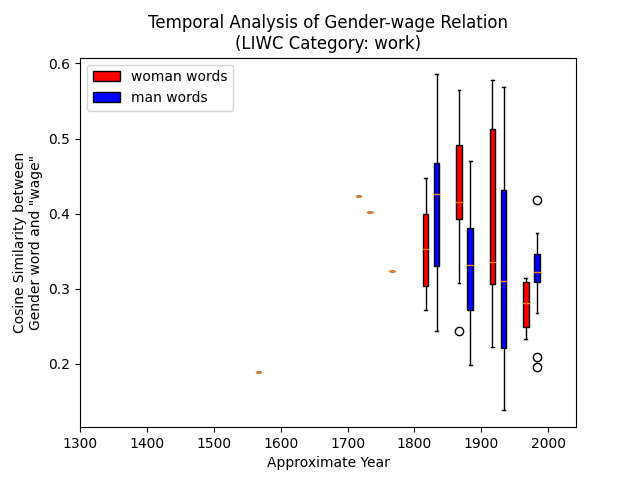 Temporal Analysis of Gender-wage Relation
(LIWC Category: work)
woman words
man words
0.6
0.5
0.4
0.3
0.2
Cosine Similarity between
Gender word and "wage"
1300 1400 1500 1600 1700 1800 1900 2000
Approximate Year